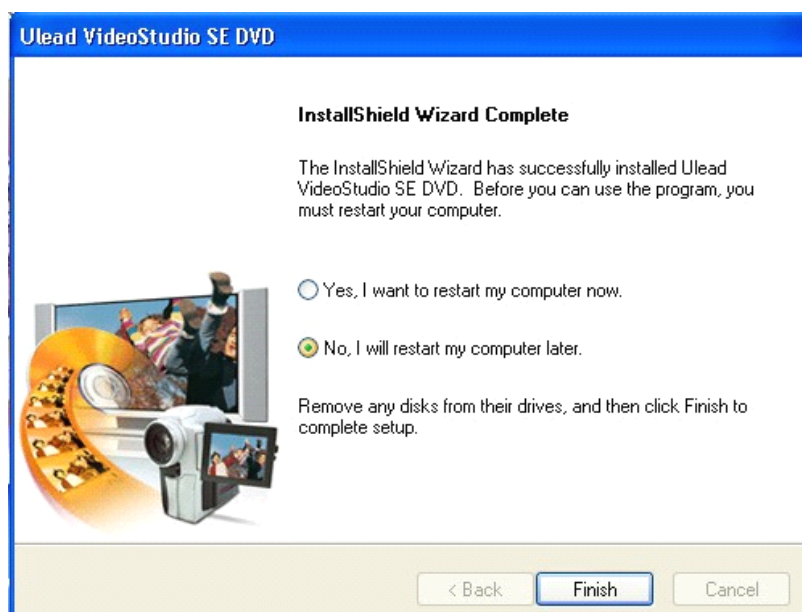 Ulead VideoStudio SE DVD
InstallShield Wizard Complete
The InstallShield Wizard has successfully installed Ulead
VideoStudio SE DVD. Before you can use the program, you
must restart your computer.
Yes, I want to restart my computer now.
No, I will restart my computer later.
Remove any disks from their drives, and then click Finish to
complete setup.
< Back
Finish
Cancel